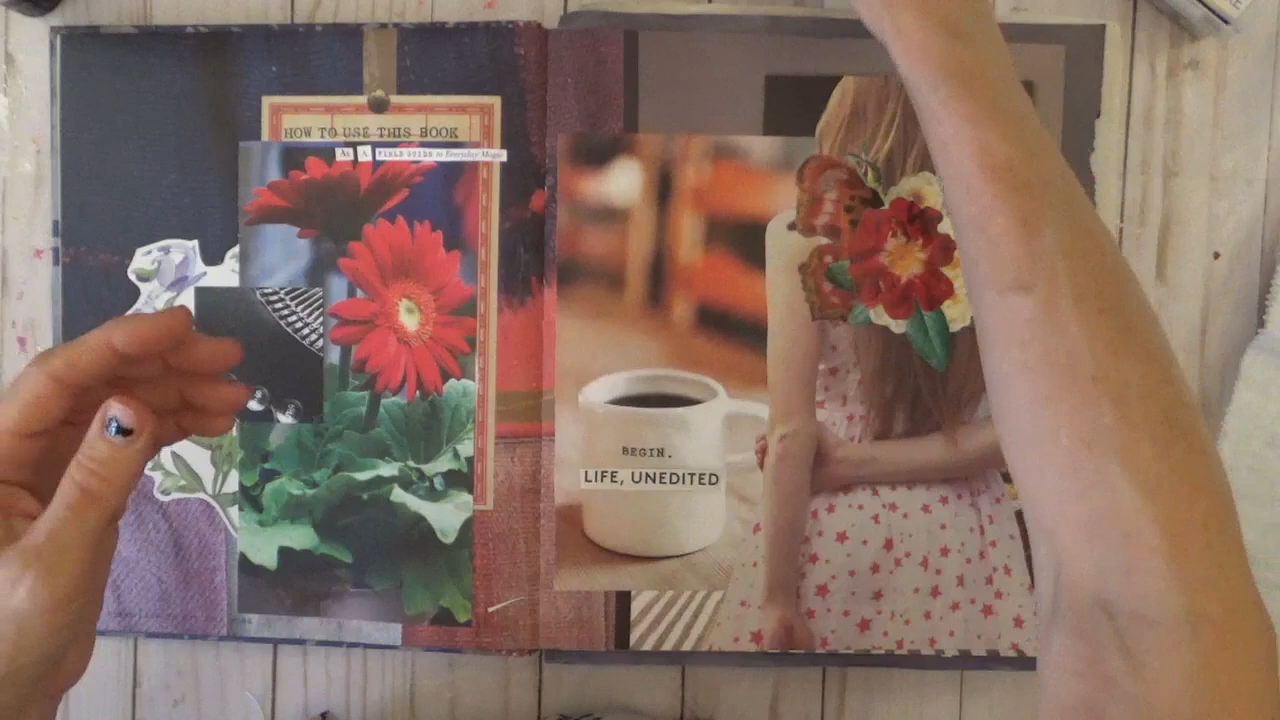 HOW TO USE THIS BOOK
As A FIELD GUIDE to Everyday Magic
BEGIN.
LIFE, UNEDITED